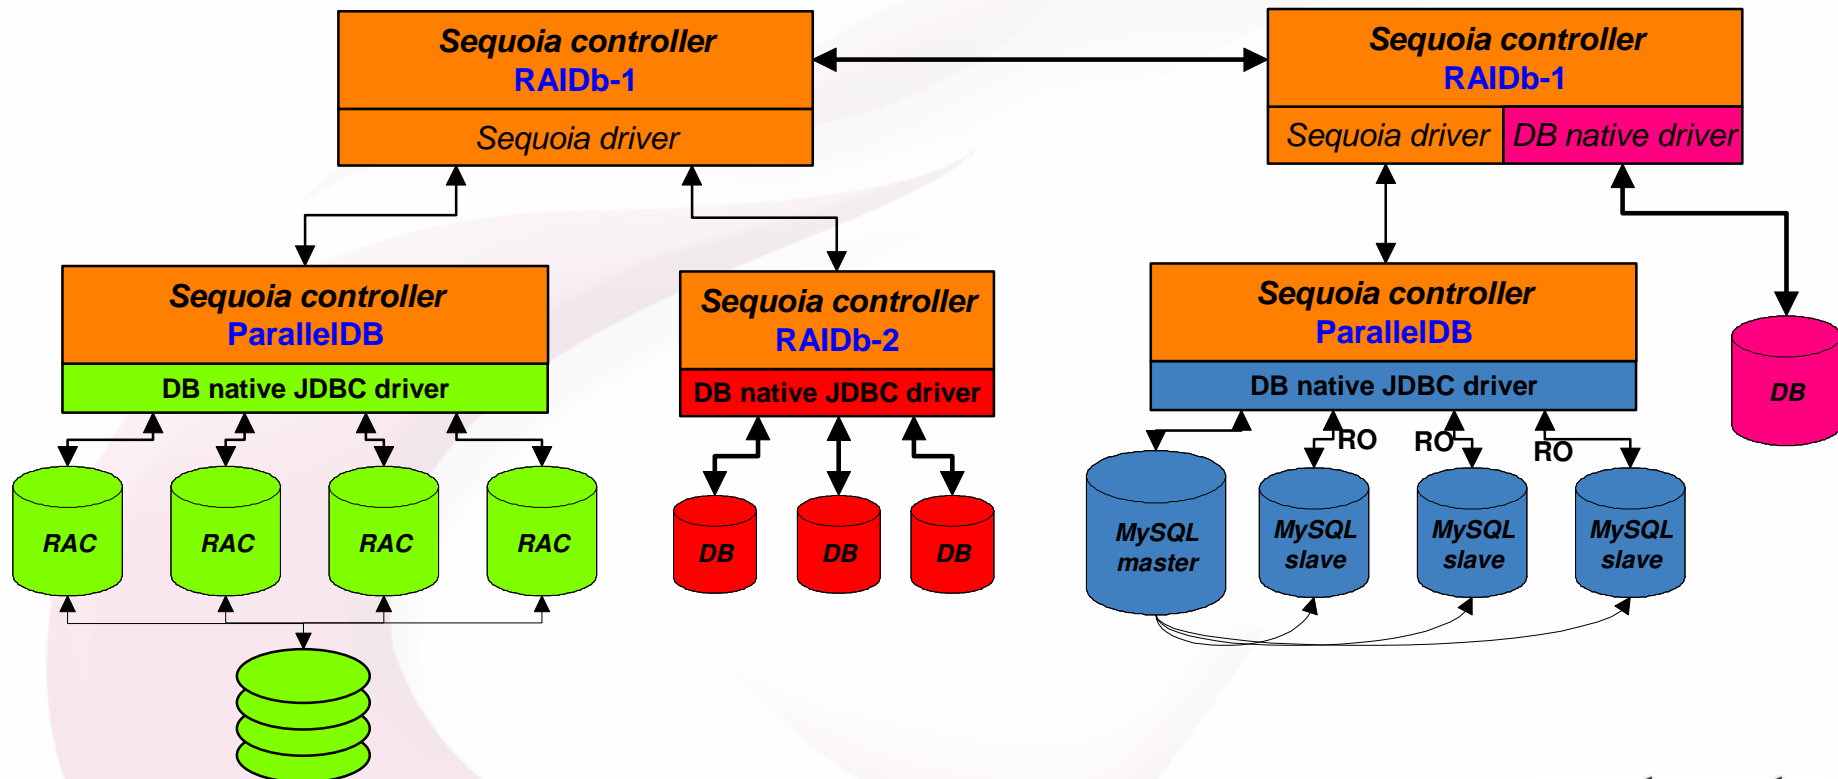 Sequoia controller
RAIDb-1
Sequoia driver
Sequoia controller
RAIDb-1
Sequoia driver
DB native driver
Sequoia controller
ParallelDB
DB native JDBC driver
Sequoia controller
RAIDb-2
DB native JDBC driver
Sequoia controller
ParallelDB
DB native JDBC driver
DB
RO
RO
RO
RAC
RAC
RAC
RAC
DB
DB
DB
MySQL
master
MySQL
slave
MySQL
slave
MySQL
slave